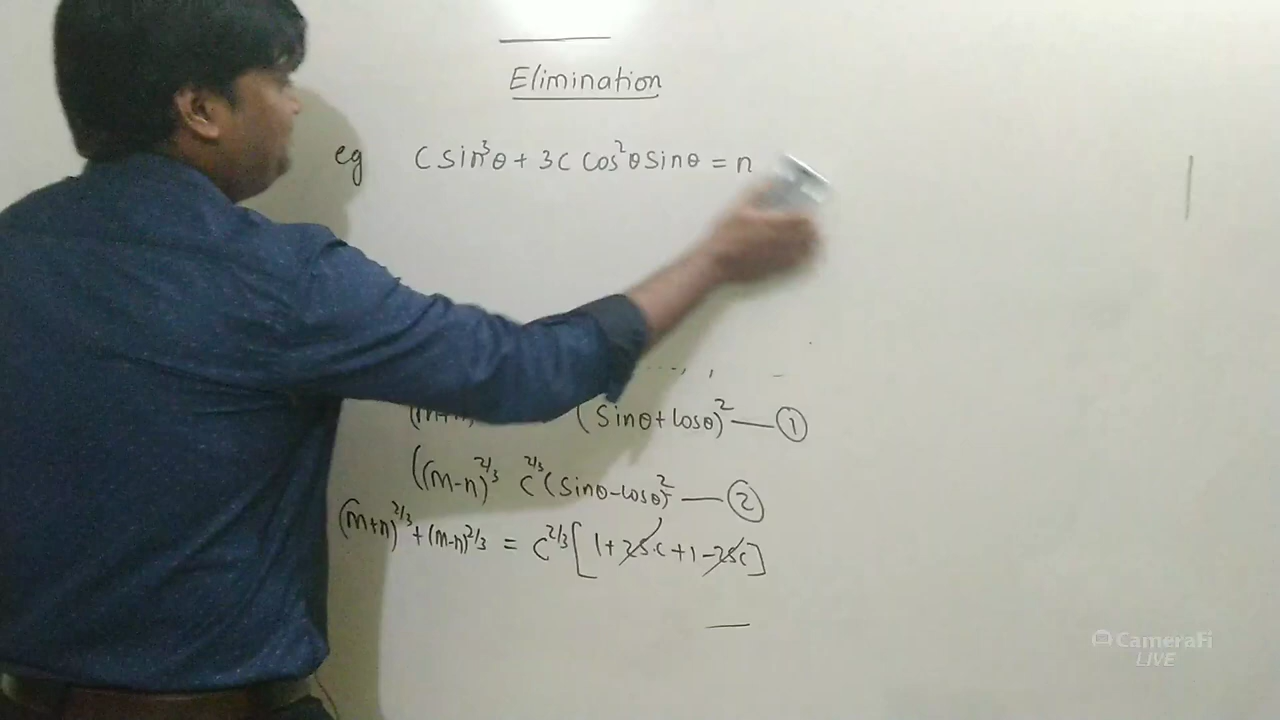 Elimination
eg C sin³θ + 3C cos²θ sinθ = n
(sinθ + cosθ)² — ①
((m-n)^2/3 C^2/3 (sinθ - cosθ)² — ②
(m+n)^2/3 + (m-n)^2/3 = C^2/3 [1 + 2s.c + 1 - 2sc]
CameraFi
LIVE